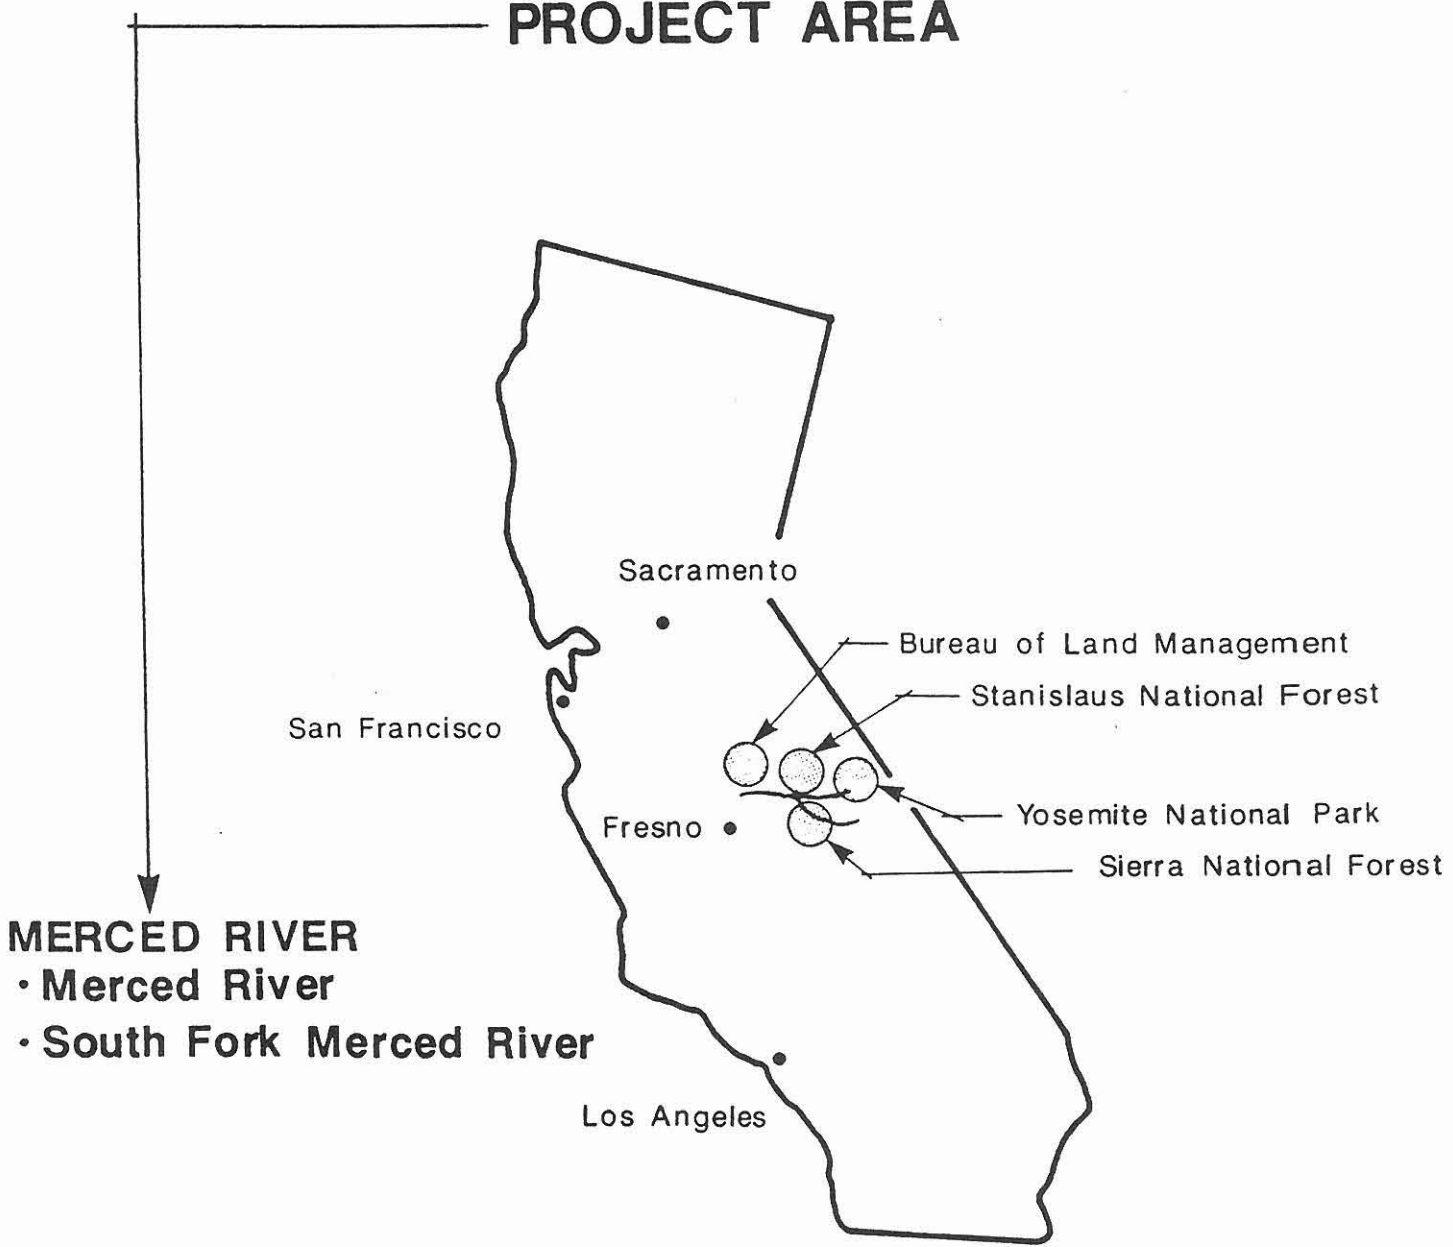 PROJECT AREA
Sacramento
Bureau of Land Management
Stanislaus National Forest
San Francisco
Yosemite National Park
Fresno
Sierra National Forest
MERCED RIVER
• Merced River
• South Fork Merced River
Los Angeles